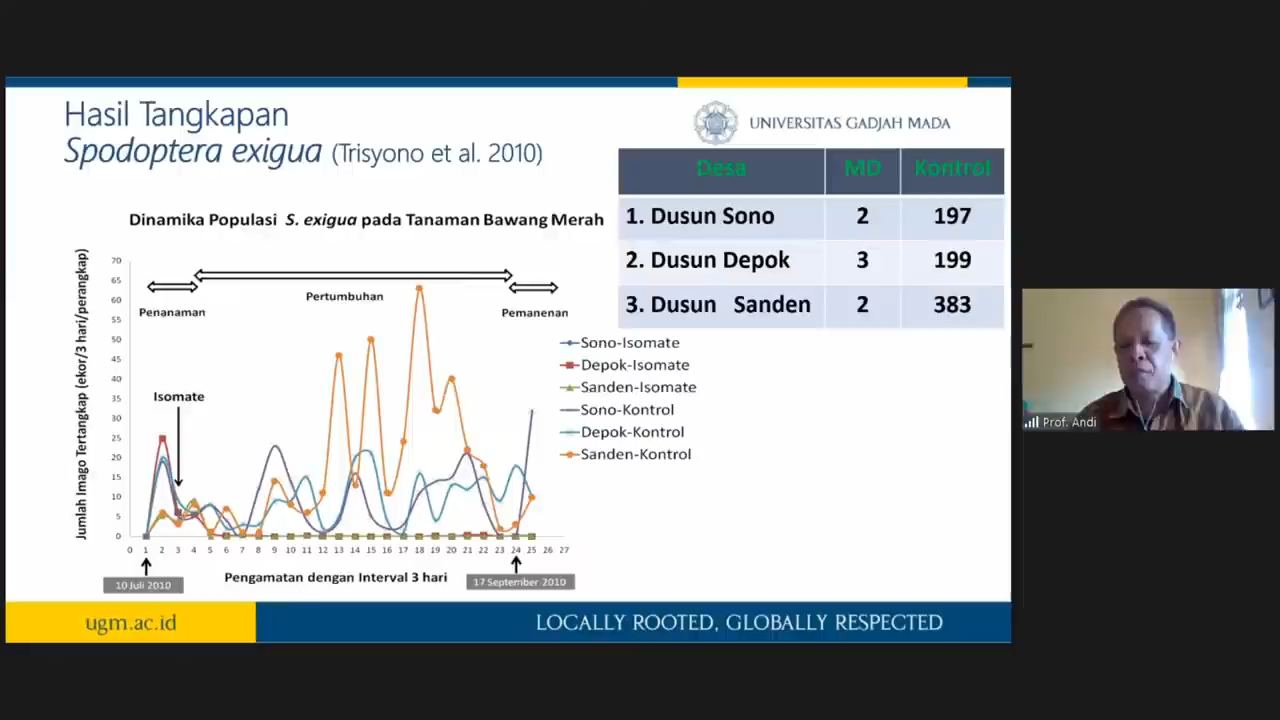 Hasil Tangkapan
Spodoptera exigua (Trisyono et al. 2010)
UNIVERSITAS GADJAH MADA
Desa MD Kontrol
1. Dusun Sono 2 197
2. Dusun Depok 3 199
3. Dusun Sanden 2 383
Dinamika Populasi S. exigua pada Tanaman Bawang Merah
Jumlah Imago Tertangkap (ekor/3 hari/perangkap)
70
65
60
55
50
45
40
35
30
25
20
15
10
5
0
Penanaman
Pertumbuhan
Pemanenan
Isomate
Sono-Isomate
Depok-Isomate
Sanden-Isomate
Sono-Kontrol
Depok-Kontrol
Sanden-Kontrol
0 1 2 3 4 5 6 7 8 9 10 11 12 13 14 15 16 17 18 19 20 21 22 23 24 25 26 27
10 Juli 2010
Pengamatan dengan Interval 3 hari
17 September 2010
ugm.ac.id
LOCALLY ROOTED, GLOBALLY RESPECTED
Prof. Andi